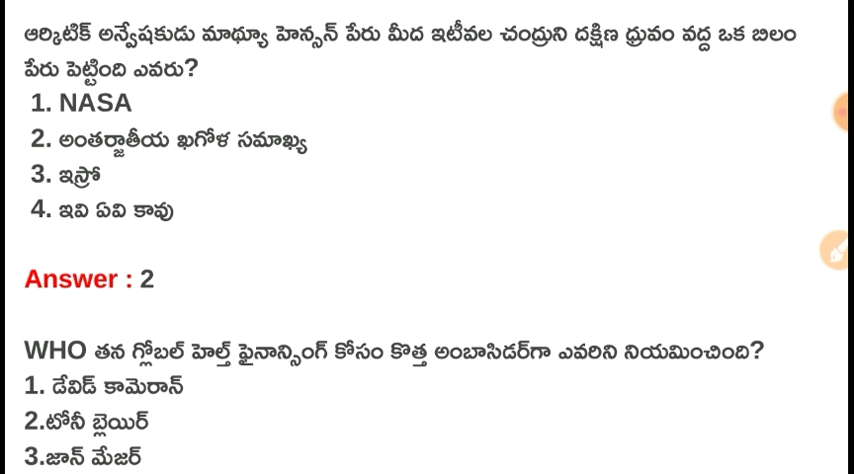 ఆర్కిటిక్ అన్వేషకుడు మాథ్యూ హెన్సన్ పేరు మీద ఇటీవల చంద్రుని దక్షిణ ధ్రువం వద్ద ఒక బిలం
పేరు పెట్టింది ఎవరు?
1. NASA
2. అంతర్జాతీయ ఖగోళ సమాఖ్య
3. ఇస్రో
4. ఇవి ఏవి కావు
Answer : 2
WHO తన గ్లోబల్ హెల్త్ ఫైనాన్సింగ్ కోసం కొత్త అంబాసిడర్‌గా ఎవరిని నియమించింది?
1. డేవిడ్ కామెరాన్
2.టోనీ బ్లెయిర్
3.జాన్ మేజర్